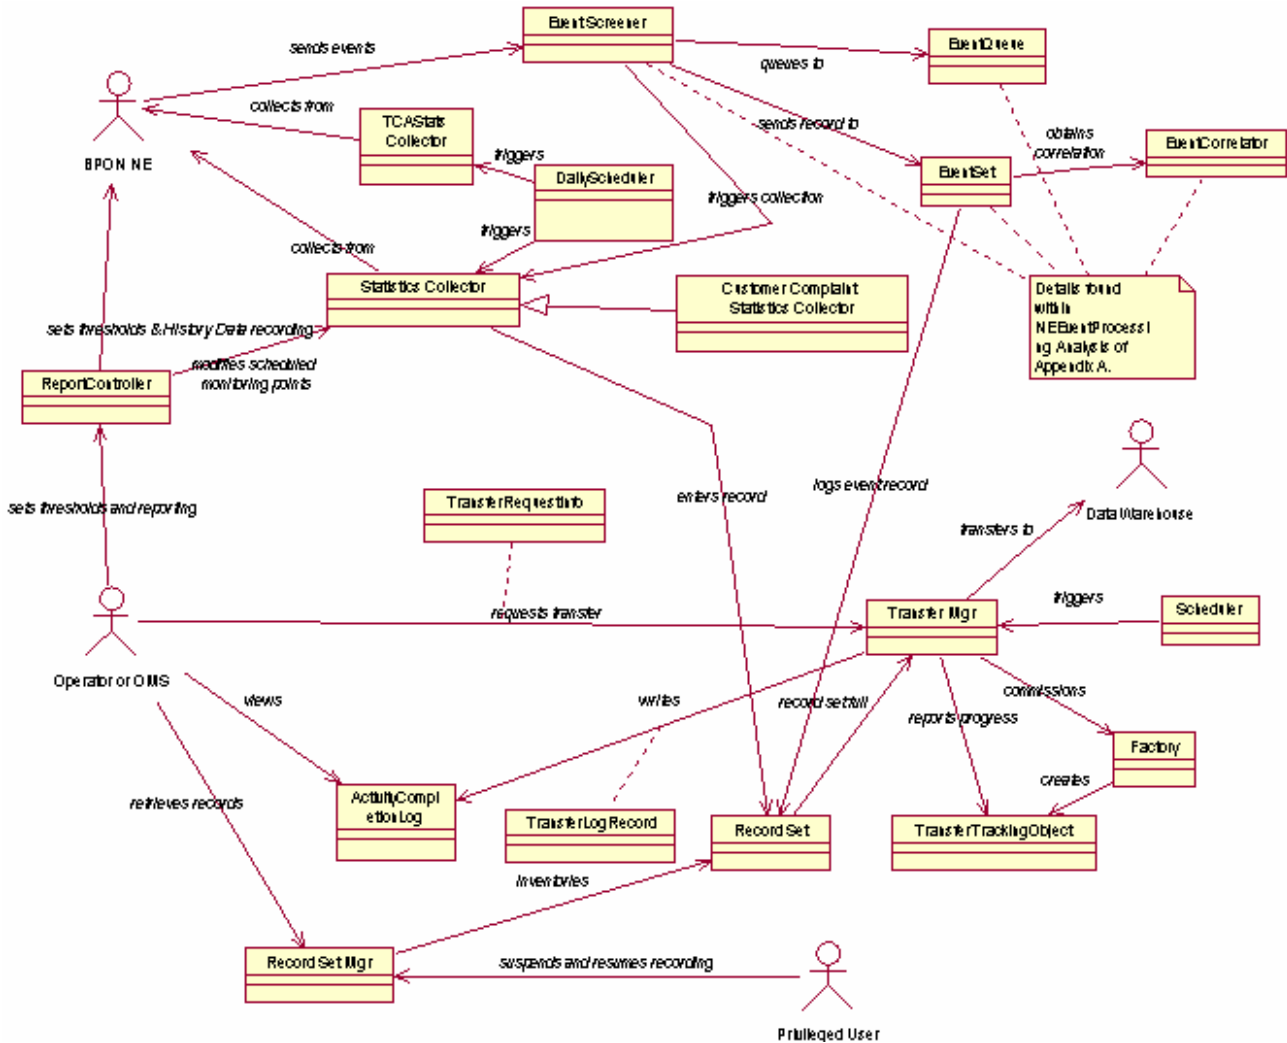 EventScreener
sends events
EventQueue
queues to
collects from
TCAStats
Collector
sends record to
obtains
correlation
EventCorrelator
BPON NE
triggers
DailyScheduler
EventSet
triggers collection
triggers
collects from
Statistics Collector
Customer Complaint
Statistics Collector
Details found
within
NEEventProcessi
ng Analysis of
Appendix A.
sets thresholds & History Data recording
modifies scheduled
monitoring points
ReportController
enters record
logs event record
TransferRequestInfo
sets thresholds and reporting
Data Warehouse
transfers to
requests transfer
Transfer Mgr
triggers
Scheduler
Operator or OMS
views
writes
record set full
commissions
reports progress
Factory
retrieves records
ActivityCompl
etionLog
creates
TransferLogRecord
Record Set
TransferTrackingObject
inventories
Record Set Mgr
suspends and resumes recording
Privileged User